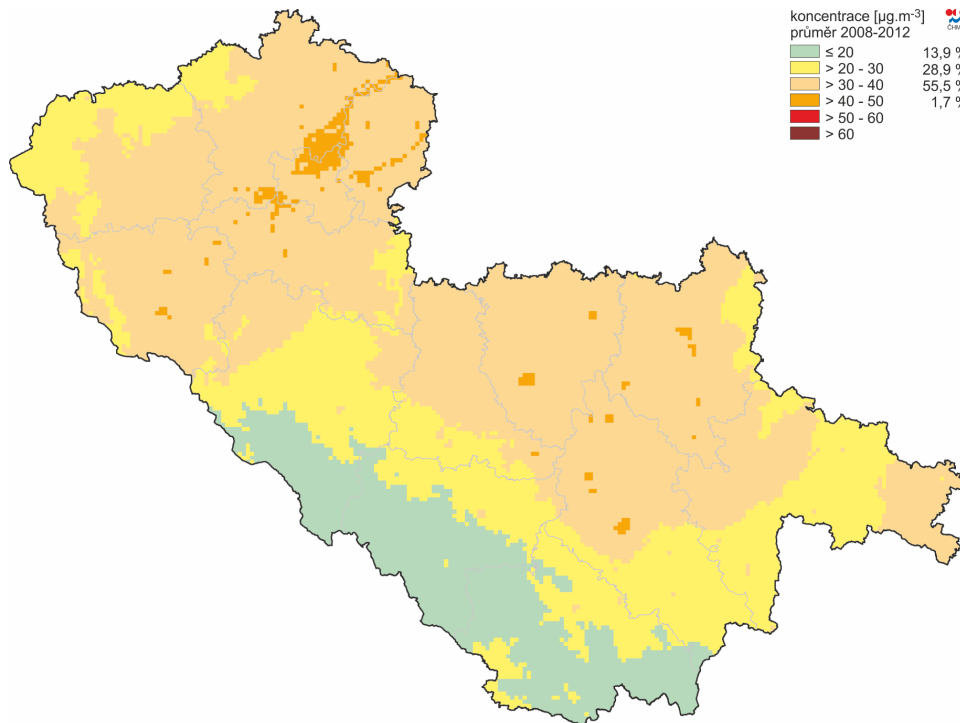 koncentrace [µg.m-3]
průměr 2008-2012
≤ 20 13,9 %
> 20 - 30 28,9 %
> 30 - 40 55,5 %
> 40 - 50 1,7 %
> 50 - 60
> 60